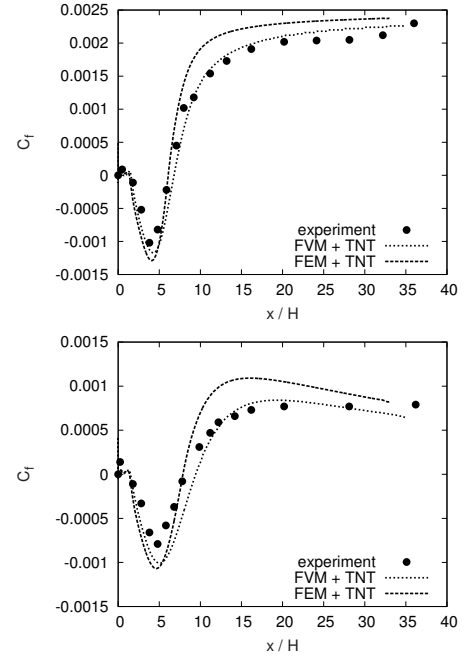 0.0025
0.002
0.0015
0.001
0.0005
0
-0.0005
-0.001
-0.0015
C_f
experiment
FVM + TNT
FEM + TNT
0 5 10 15 20 25 30 35 40
x / H
0.0015
0.001
0.0005
0
-0.0005
-0.001
-0.0015
C_f
experiment
FVM + TNT
FEM + TNT
0 5 10 15 20 25 30 35 40
x / H